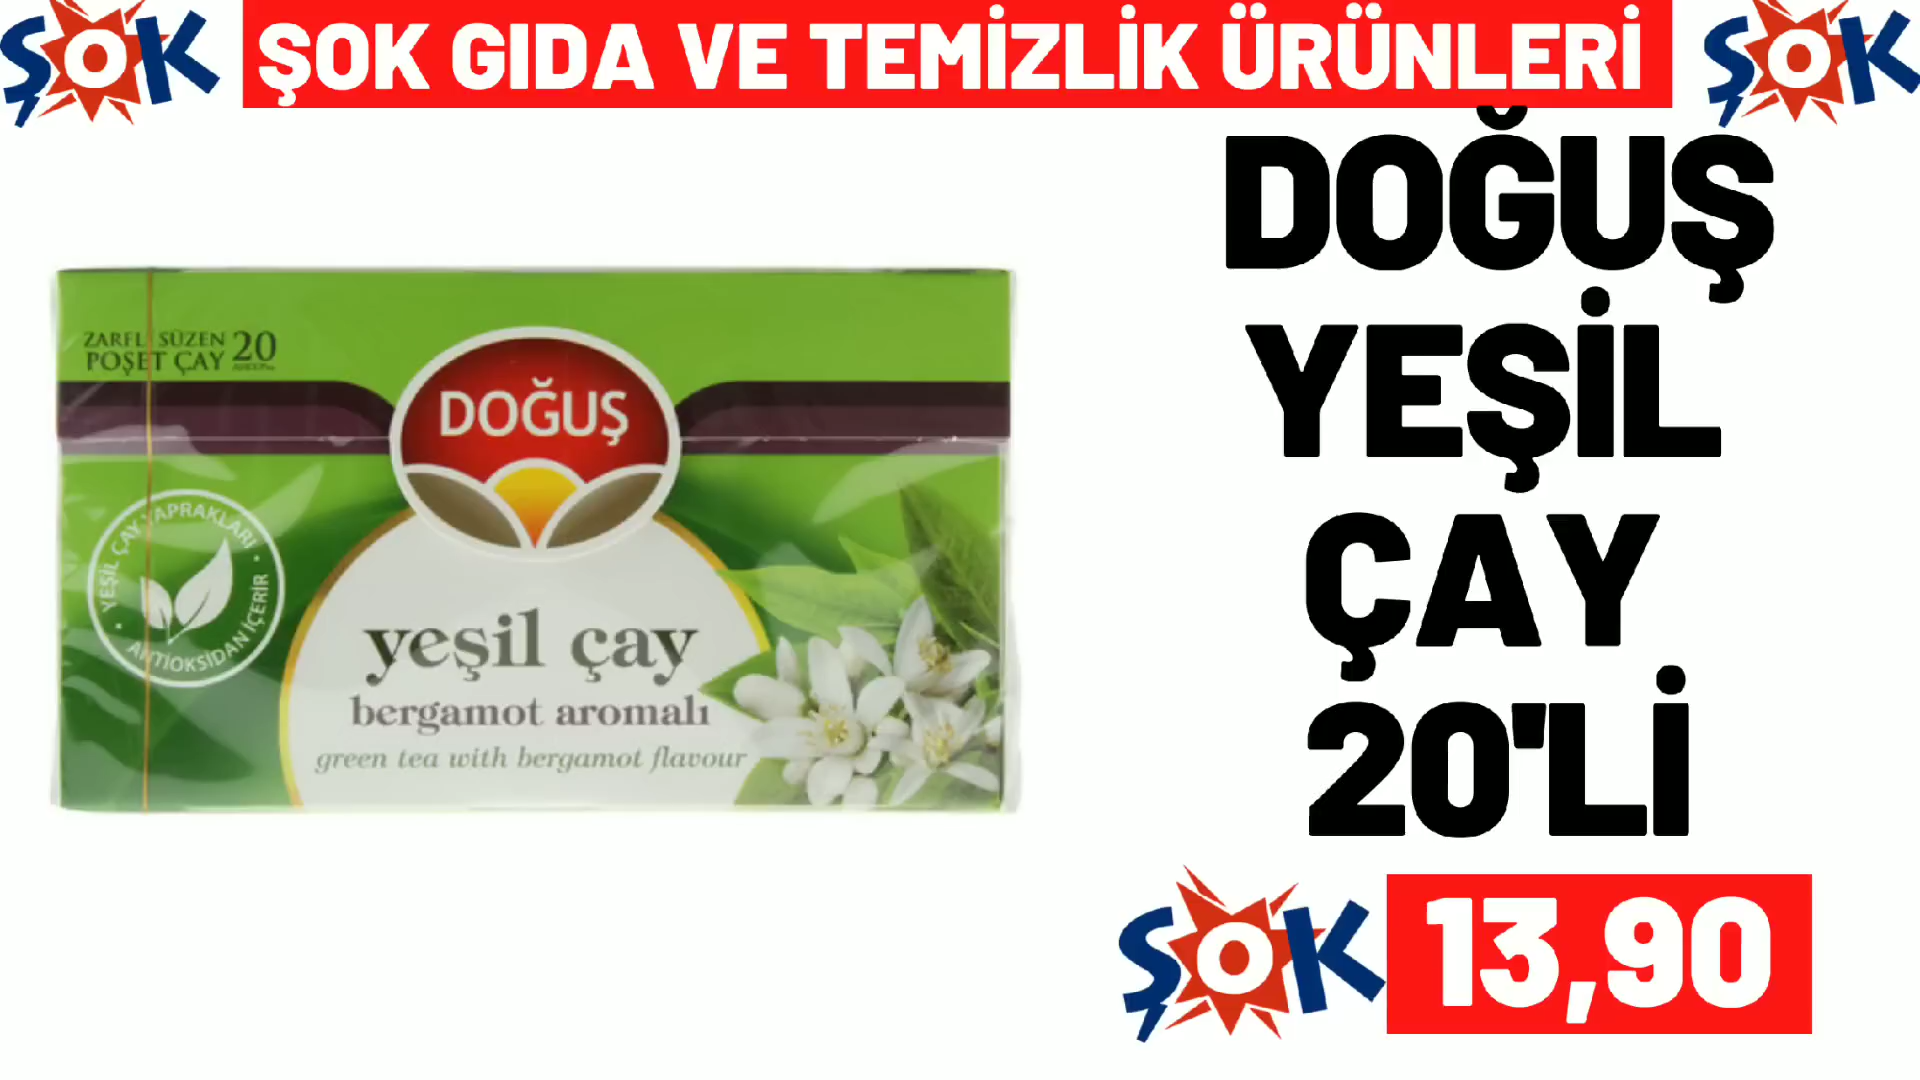 ŞOK
ŞOK GIDA VE TEMİZLİK ÜRÜNLERİ
ŞOK
DOĞUŞ
YEŞİL
ÇAY
20'Lİ
ŞOK
13,90
ZARFLI SÜZEN
POŞET ÇAY 20
DOĞUŞ
YEŞİL ÇAY YAPRAKLARI
ANTİOKSİDAN İÇERİR
yeşil çay
bergamot aromalı
green tea with bergamot flavour